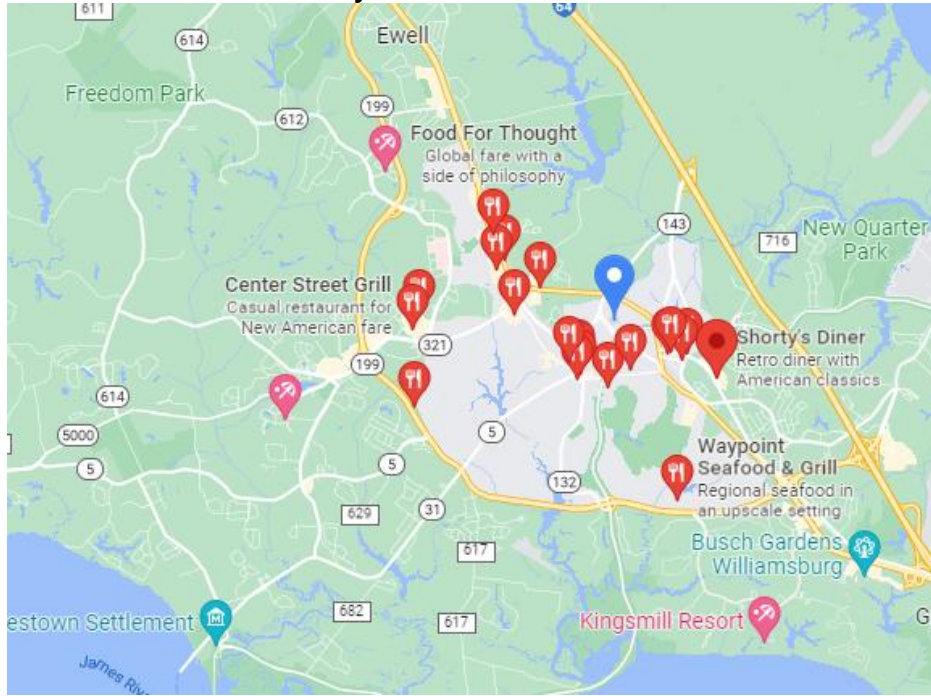 611
64
614
Ewell
Freedom Park
199
612
Food For Thought
Global fare with a
side of philosophy
143
716
New Quarter
Park
Center Street Grill
Casual restaurant for
New American fare
321
199
Shorty's Diner
Retro diner with
American classics
614
5000
5
5
5
Waypoint
Seafood & Grill
Regional seafood in
an upscale setting
132
31
629
617
Busch Gardens
Williamsburg
682
617
estown Settlement
Kingsmill Resort
G
James Riv